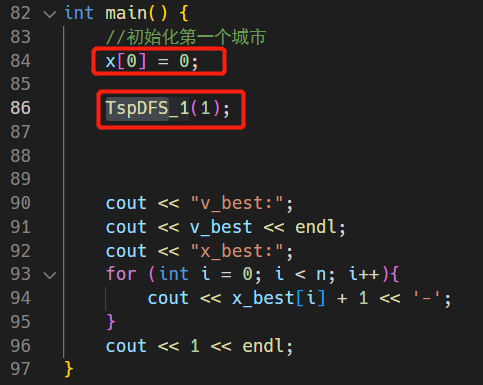 82 int main() {
83 //初始化第一个城市
84 x[0] = 0;
85
86 TspDFS_1(1);
87
88
89
90 cout << "v_best:";
91 cout << v_best << endl;
92 cout << "x_best:";
93 for (int i = 0; i < n; i++){
94 cout << x_best[i] + 1 << '-';
95 }
96 cout << 1 << endl;
97 }